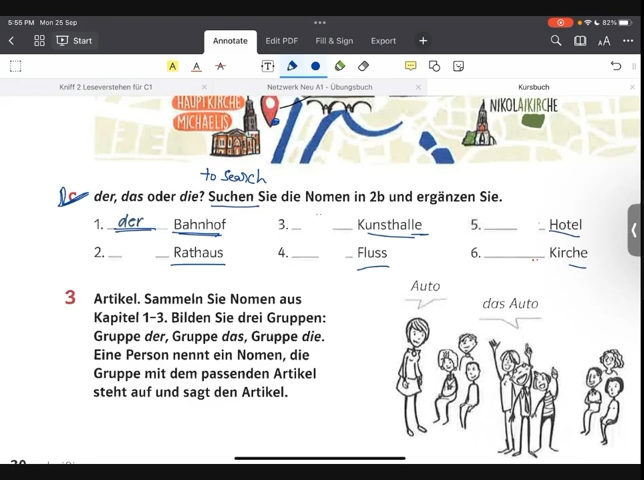 5:55 PM Mon 25 Sep
82%
Start
Annotate
Edit PDF
Fill & Sign
Export
Kniff 2 Leseverstehen für C1
Netzwerk Neu A1 - Übungsbuch
Kursbuch
HAUPTKIRCHE
MICHAELIS
NIKOLAIKIRCHE
to search
der, das oder die? Suchen Sie die Nomen in 2b und ergänzen Sie.
1. der Bahnhof 3. Kunsthalle 5. Hotel
2. Rathaus 4. Fluss 6. Kirche
3 Artikel. Sammeln Sie Nomen aus
Kapitel 1–3. Bilden Sie drei Gruppen:
Gruppe der, Gruppe das, Gruppe die.
Eine Person nennt ein Nomen, die
Gruppe mit dem passenden Artikel
steht auf und sagt den Artikel.
Auto
das Auto